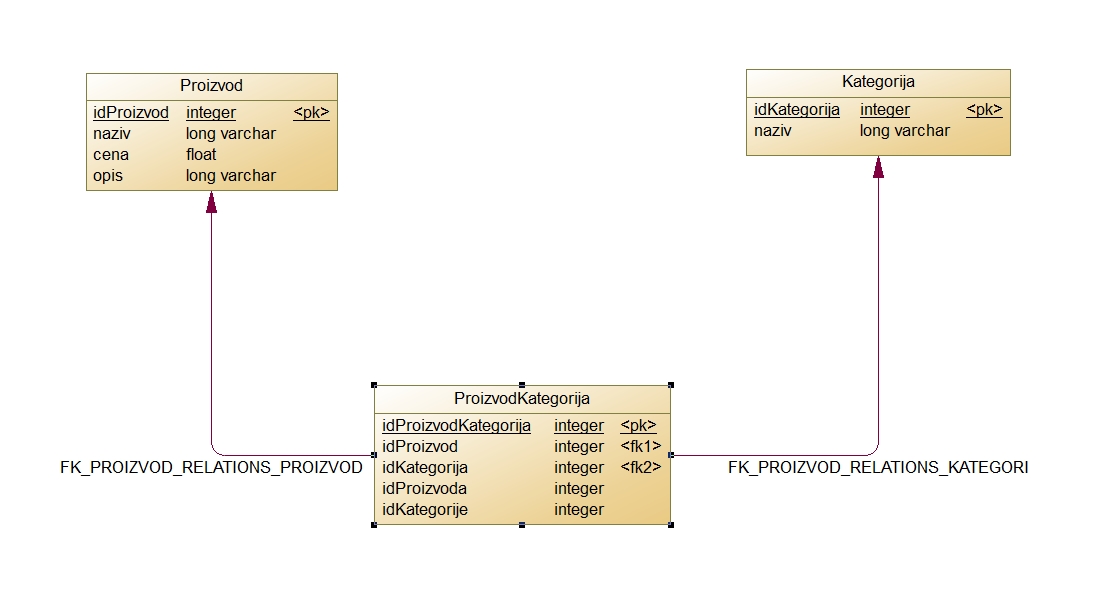 Proizvod
idProizvod integer <pk>
naziv long varchar
cena float
opis long varchar
Kategorija
idKategorija integer <pk>
naziv long varchar
ProizvodKategorija
idProizvodKategorija integer <pk>
idProizvod integer <fk1>
idKategorija integer <fk2>
idProizvoda integer
idKategorije integer
FK_PROIZVOD_RELATIONS_PROIZVOD
FK_PROIZVOD_RELATIONS_KATEGORI